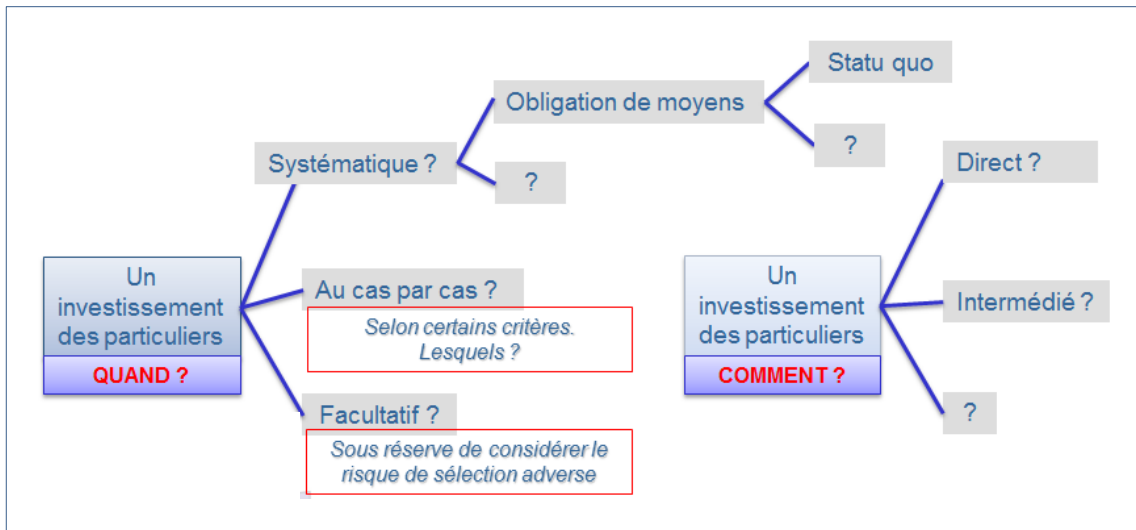 Statu quo
Obligation de moyens
?
Systématique ?
?
Direct ?
Un
investissement
des particuliers
QUAND ?
Au cas par cas ?
Selon certains critères.
Lesquels ?
Facultatif ?
Sous réserve de considérer le
risque de sélection adverse
Un
investissement
des particuliers
COMMENT ?
Intermédié ?
?